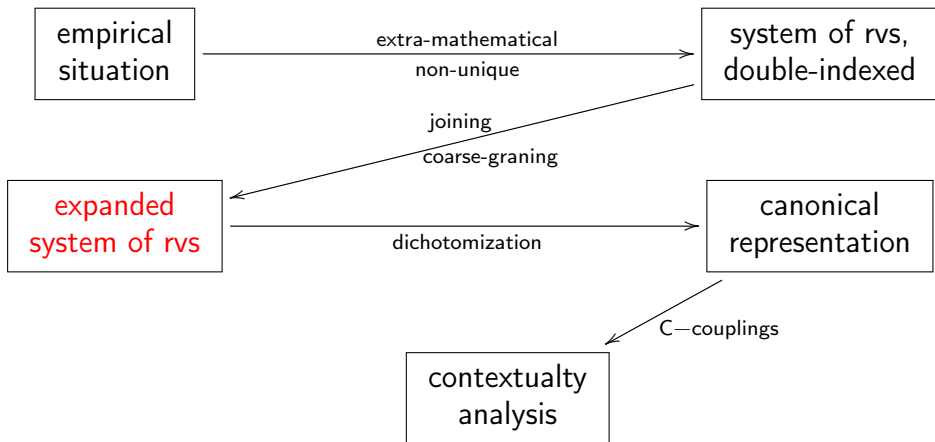 empirical
situation
extra-mathematical
non-unique
system of rvs,
double-indexed
joining
coarse-graning
expanded
system of rvs
dichotomization
canonical
representation
C−couplings
contextualty
analysis